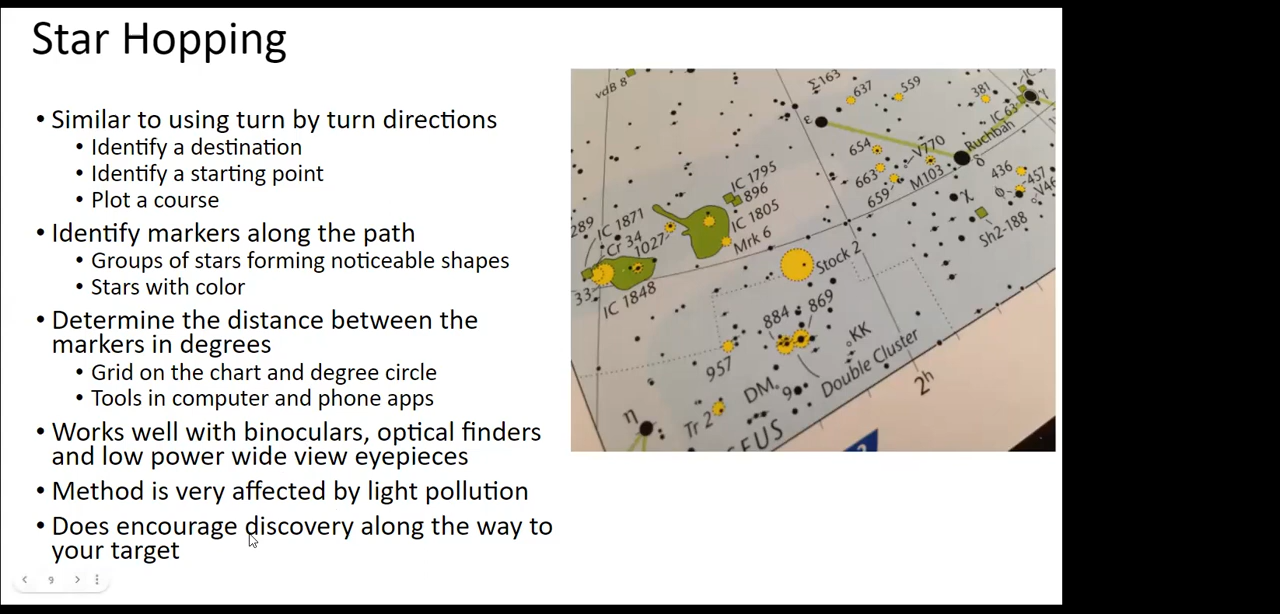 Star Hopping
• Similar to using turn by turn directions
• Identify a destination
• Identify a starting point
• Plot a course
• Identify markers along the path
• Groups of stars forming noticeable shapes
• Stars with color
• Determine the distance between the
markers in degrees
• Grid on the chart and degree circle
• Tools in computer and phone apps
• Works well with binoculars, optical finders
and low power wide view eyepieces
• Method is very affected by light pollution
• Does encourage discovery along the way to
your target
9
vdB 8
Σ163
637
559
381
IC 63
γ
ε
Ruchbah
δ
654
V770
663
M103
659
436
457
φ
χ
Sh2-188
IC 1795
896
IC 1805
Mrk 6
289
IC 1871
Cr 34
1027
33
IC 1848
Stock 2
884
869
KK
Double Cluster
957
DM
9
2h
η
Tr 2